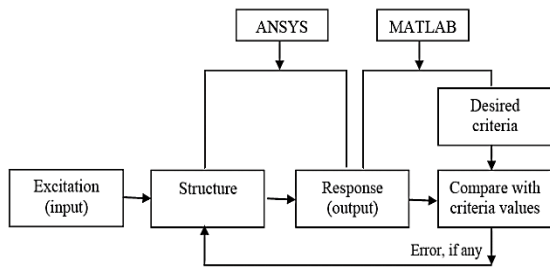 ANSYS
MATLAB
Desired
criteria
Excitation
(input)
Structure
Response
(output)
Compare with
criteria values
Error, if any